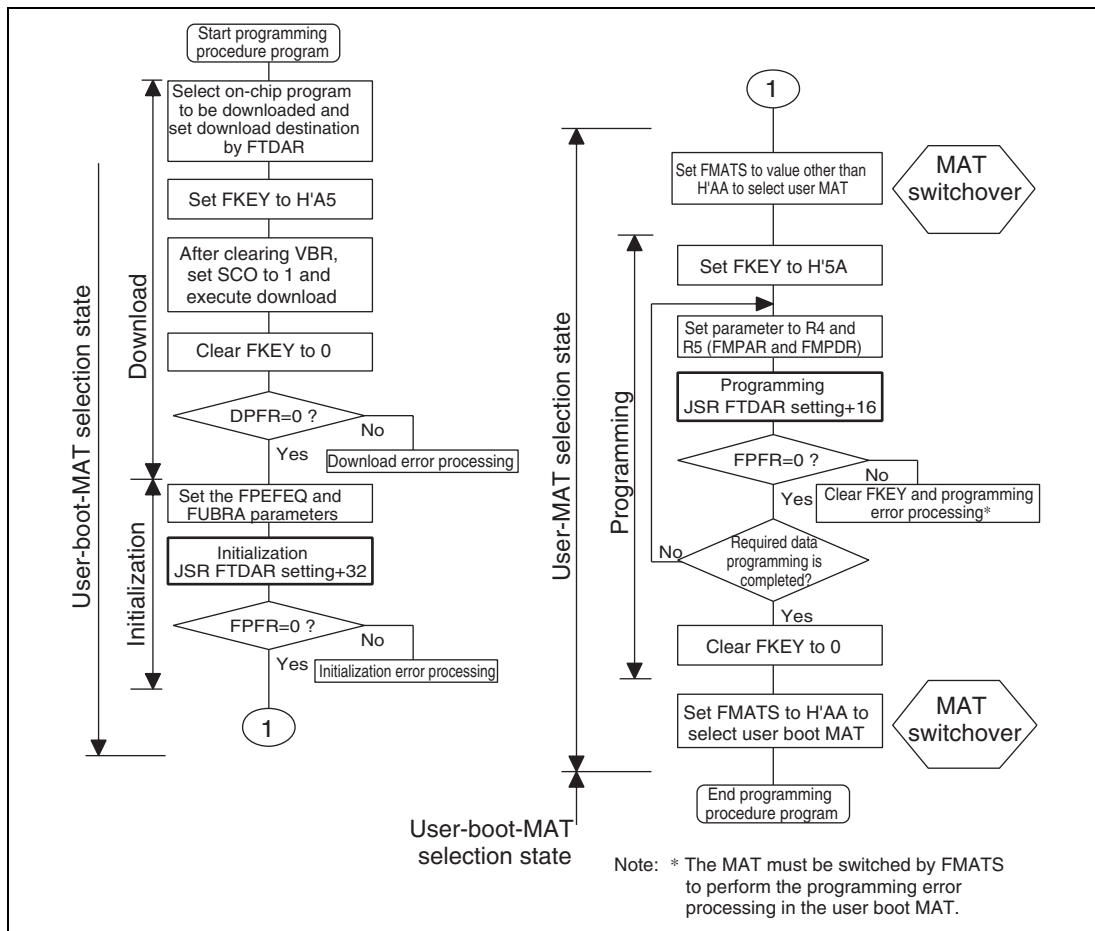 Start programming
procedure program
Select on-chip program
to be downloaded and
set download destination
by FTDAR
Set FKEY to H'A5
After clearing VBR,
set SCO to 1 and
execute download
Clear FKEY to 0
DPFR=0 ?
No
Yes
Download error processing
Set the FPEFEQ and
FUBRA parameters
Initialization
JSR FTDAR setting+32
FPFR=0 ?
No
Yes
Initialization error processing
1
Download
Initialization
User-boot-MAT selection state
1
Set FMATS to value other than
H'AA to select user MAT
MAT
switchover
Set FKEY to H'5A
Set parameter to R4 and
R5 (FMPAR and FMPDR)
Programming
JSR FTDAR setting+16
FPFR=0 ?
No
Yes
Clear FKEY and programming
error processing*
Required data
programming is
completed?
No
Yes
Clear FKEY to 0
Set FMATS to H'AA to
select user boot MAT
MAT
switchover
End programming
procedure program
Programming
User-MAT selection state
User-boot-MAT
selection state
Note: * The MAT must be switched by FMATS
to perform the programming error
processing in the user boot MAT.